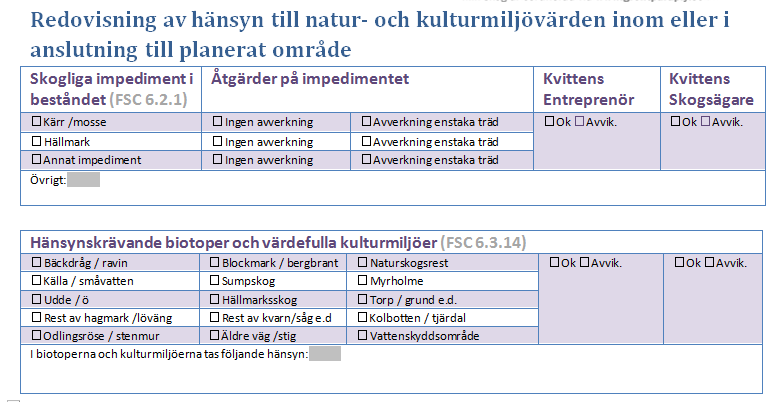 Redovisning av hänsyn till natur- och kulturmiljövärden inom eller i
anslutning till planerat område
Skogliga impediment i beståndet (FSC 6.2.1) Åtgärder på impedimentet Kvittens Entreprenör Kvittens Skogsägare
☐ Kärr /mosse ☐ Ingen avverkning ☐ Avverkning enstaka träd ☐ Ok ☐ Avvik. ☐ Ok ☐ Avvik.
☐ Hällmark ☐ Ingen avverkning ☐ Avverkning enstaka träd
☐ Annat impediment ☐ Ingen avverkning ☐ Avverkning enstaka träd
Övrigt:
Hänsynskrävande biotoper och värdefulla kulturmiljöer (FSC 6.3.14)
☐ Bäckdråg / ravin ☐ Blockmark / bergbrant ☐ Naturskogsrest ☐ Ok ☐ Avvik. ☐ Ok ☐ Avvik.
☐ Källa / småvatten ☐ Sumpskog ☐ Myrholme
☐ Udde / ö ☐ Hällmarksskog ☐ Torp / grund e.d.
☐ Rest av hagmark /löväng ☐ Rest av kvarn/såg e.d ☐ Kolbotten / tjärdal
☐ Odlingsröse / stenmur ☐ Äldre väg /stig ☐ Vattenskyddsområde
I biotoperna och kulturmiljöerna tas följande hänsyn: